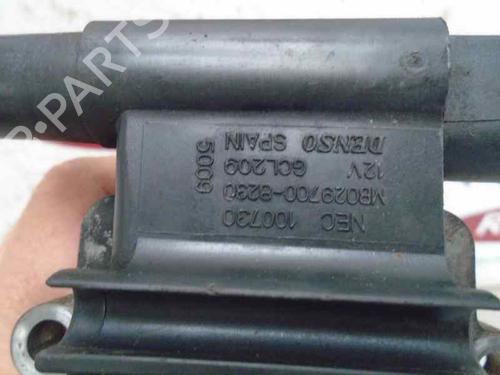 NEC 100730
MB029700-8230
12V 6CL209 5009
DENSO SPAIN
PARTS